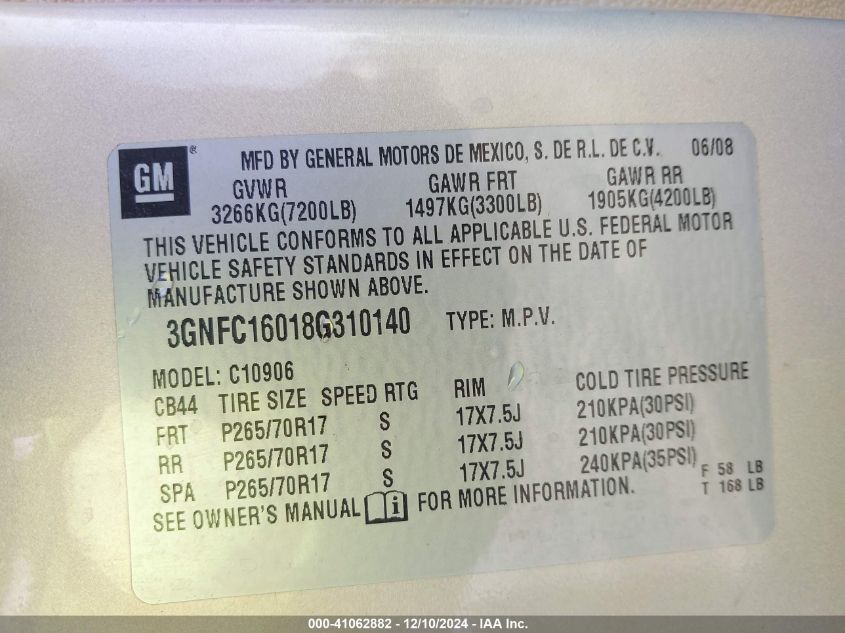 GM ® MFD BY GENERAL MOTORS DE MEXICO, S. DE R.L. DE C.V. 06/08
GVWR GAWR FRT GAWR RR
3266KG(7200LB) 1497KG(3300LB) 1905KG(4200LB)
THIS VEHICLE CONFORMS TO ALL APPLICABLE U.S. FEDERAL MOTOR
VEHICLE SAFETY STANDARDS IN EFFECT ON THE DATE OF
MANUFACTURE SHOWN ABOVE.
3GNFC16018G310140 TYPE: M.P.V.
MODEL: C10906
CB44 TIRE SIZE SPEED RTG RIM COLD TIRE PRESSURE
FRT P265/70R17 S 17X7.5J 210KPA(30PSI)
RR P265/70R17 S 17X7.5J 210KPA(30PSI)
SPA P265/70R17 S 17X7.5J 240KPA(35PSI) F 58 LB
SEE OWNER'S MANUAL i FOR MORE INFORMATION. T 168 LB
000-41062882 - 12/10/2024 - IAA Inc.